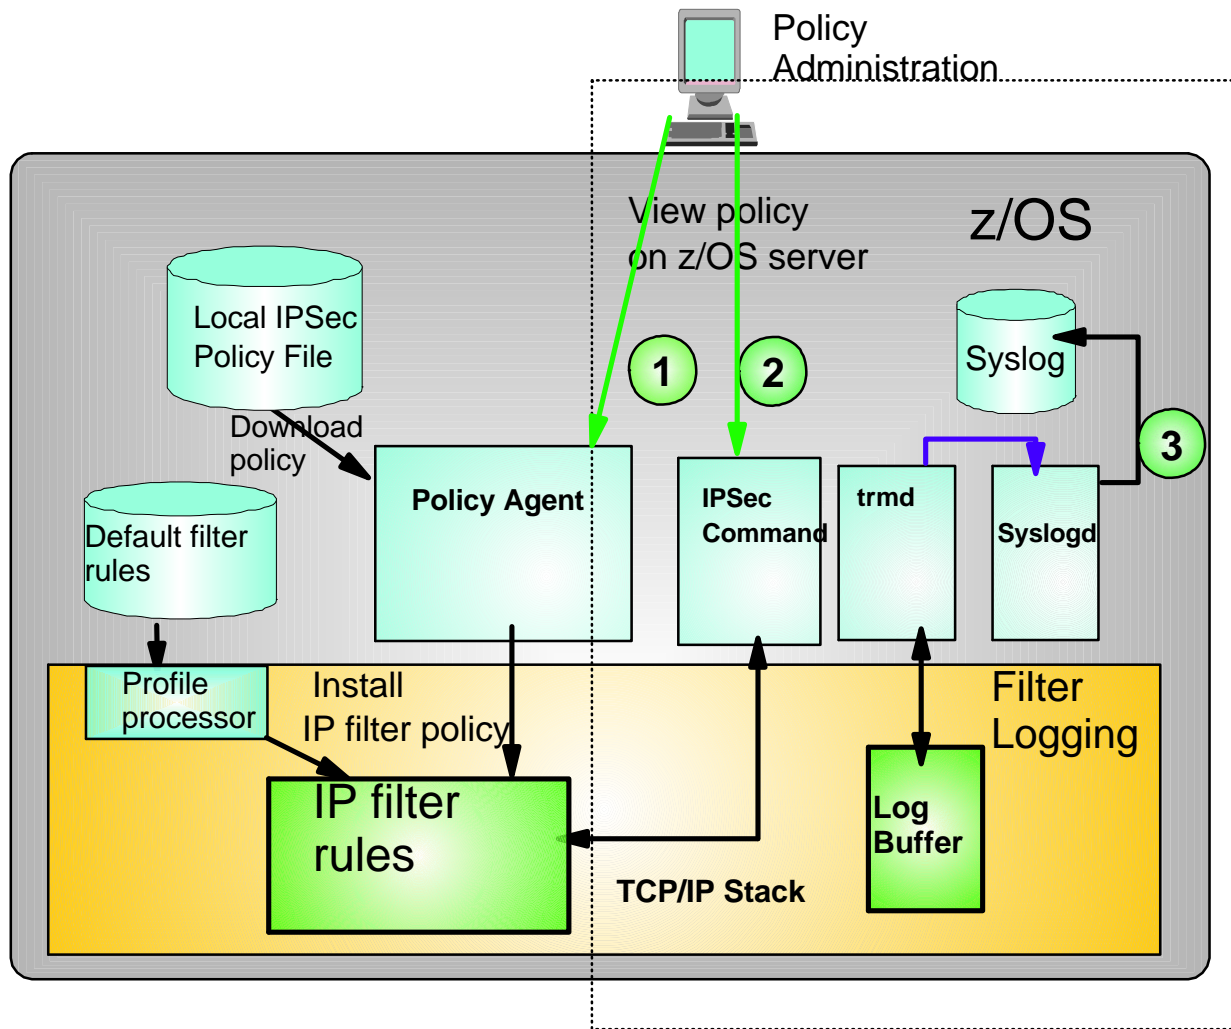 Policy
Administration
View policy
on z/OS server
z/OS
Local IPSec
Policy File
Syslog
1
2
3
Download
policy
Policy Agent
IPSec
Command
trmd
Syslogd
Default filter
rules
Profile
processor
Install
IP filter policy
Filter
Logging
IP filter
rules
Log
Buffer
TCP/IP Stack